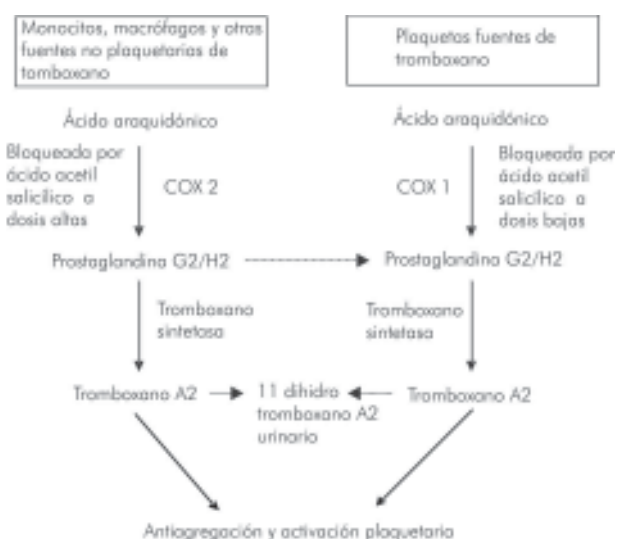 Monocitos, macrófagos y otras
fuentes no plaquetarias de
tomboxano
Plaquetas fuentes de
tromboxano
Ácido araquidónico
Ácido araquidónico
Bloqueada por
ácido acetil
salicílico a
dosis altas
COX 2
COX 1
Bloqueada por
ácido acetil
salicílico a
dosis bajas
Prostaglandina G2/H2
Prostaglandina G2/H2
Tromboxano
sintetasa
Tromboxano
sintetasa
Tromboxano A2
11 dihidro
tromboxano A2
urinario
Tromboxano A2
Antiagregación y activación plaquetaria